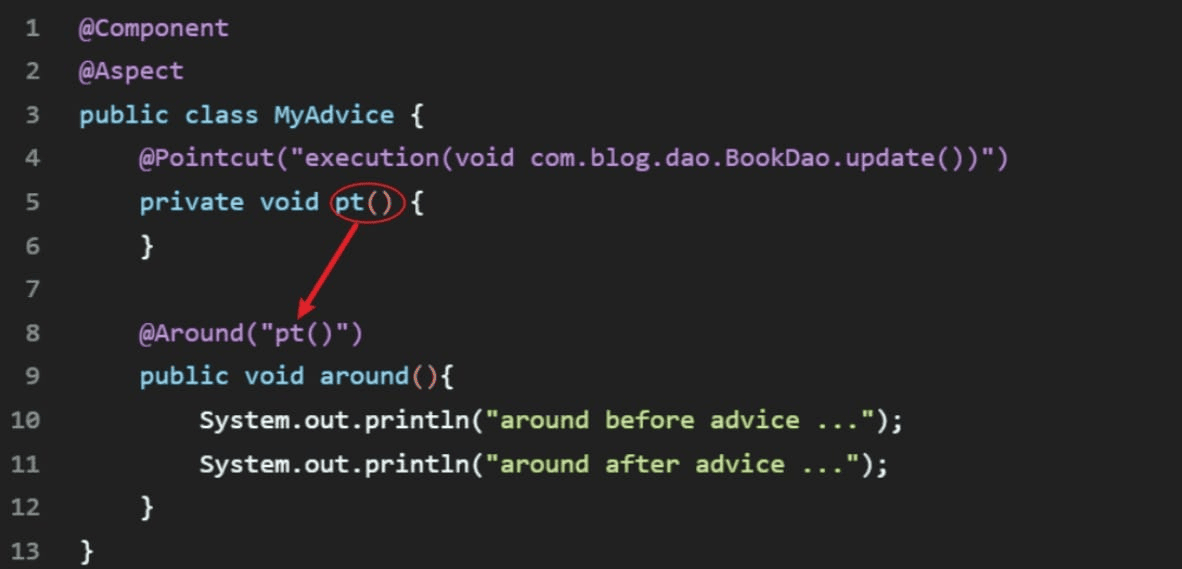 1 @Component
2 @Aspect
3 public class MyAdvice {
4 @Pointcut("execution(void com.blog.dao.BookDao.update())")
5 private void pt() {
6 }
7
8 @Around("pt()")
9 public void around(){
10 System.out.println("around before advice ...");
11 System.out.println("around after advice ...");
12 }
13 }